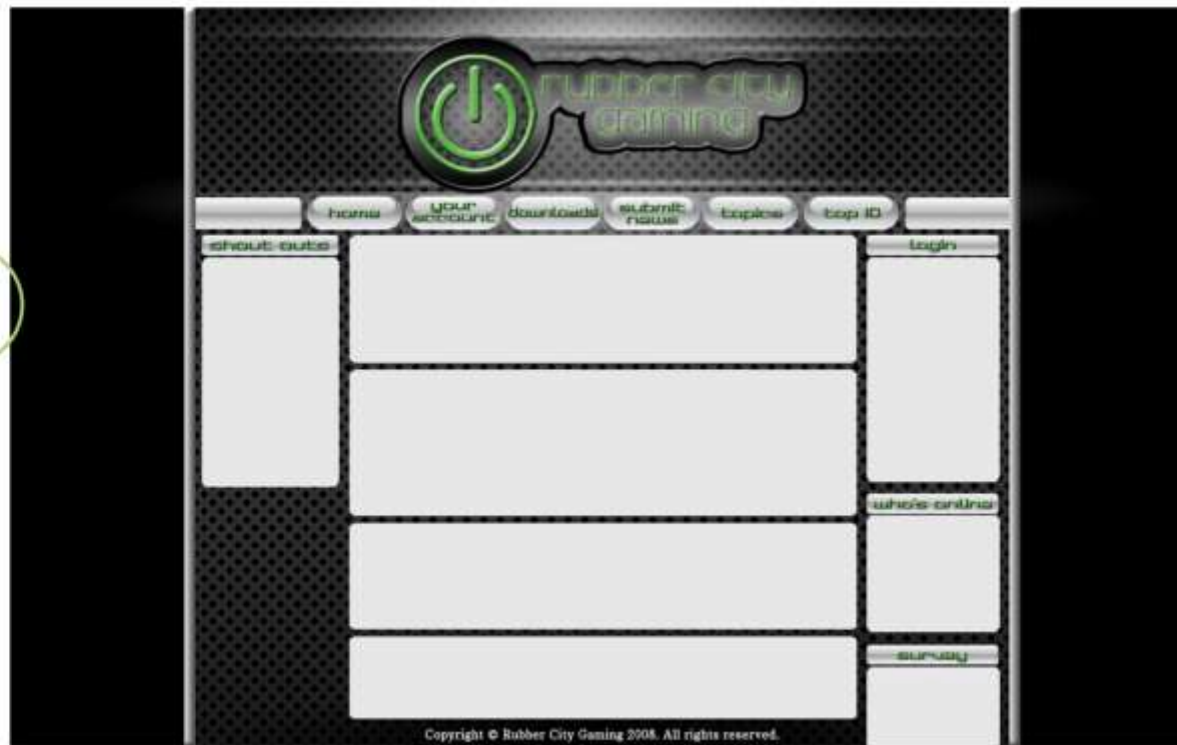 rubber city
gaming
home
your
account
downloads
submit
news
topics
top 10
shout outs
login
who's online
survey
Copyright © Rubber City Gaming 2008. All rights reserved.